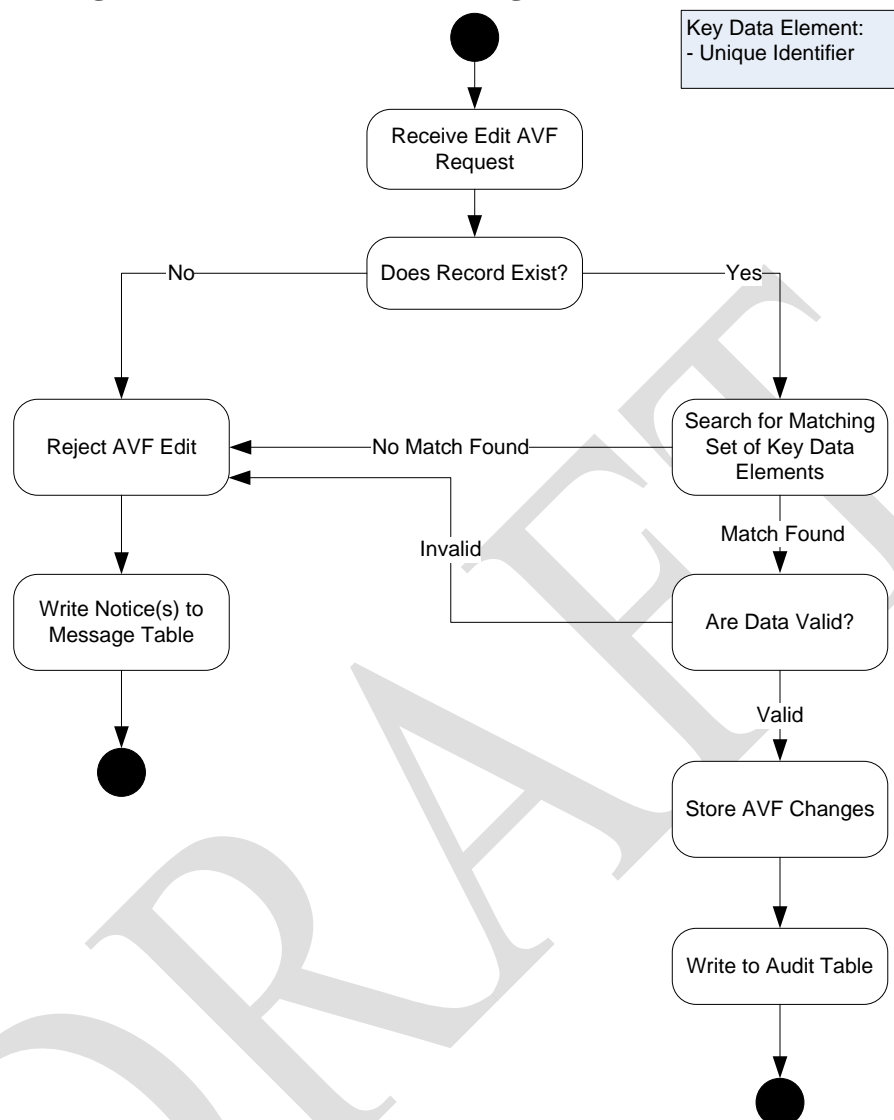 Key Data Element:
- Unique Identifier
Receive Edit AVF
Request
Does Record Exist?
No
Yes
Reject AVF Edit
No Match Found
Search for Matching
Set of Key Data
Elements
Match Found
Invalid
Write Notice(s) to
Message Table
Are Data Valid?
Valid
Store AVF Changes
Write to Audit Table
DRAFT